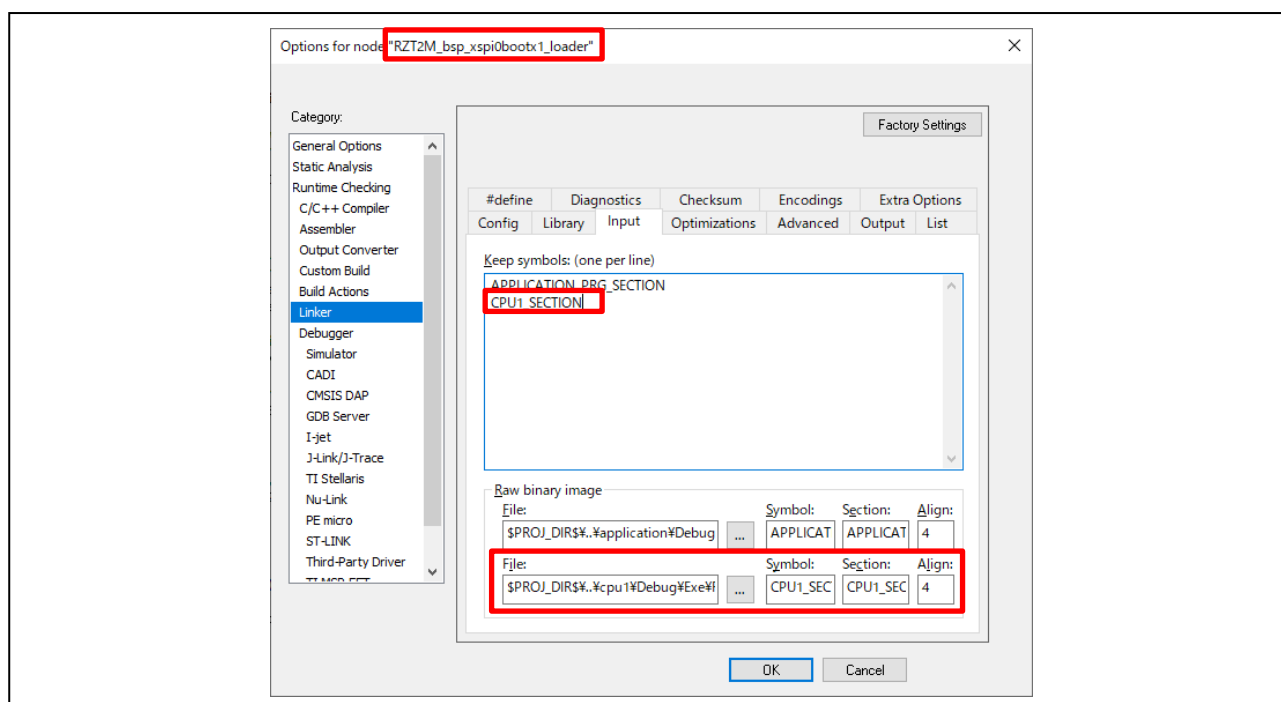 Options for node "RZT2M_bsp_xspi0bootx1_loader"
Category:
General Options
Static Analysis
Runtime Checking
C/C++ Compiler
Assembler
Output Converter
Custom Build
Build Actions
Linker
Debugger
Simulator
CADI
CMSIS DAP
GDB Server
I-jet
J-Link/J-Trace
TI Stellaris
Nu-Link
PE micro
ST-LINK
Third-Party Driver
Factory Settings
#define Diagnostics Checksum Encodings Extra Options
Config Library Input Optimizations Advanced Output List
Keep symbols: (one per line)
APPLICATION_PRG_SECTION
CPU1_SECTION
Raw binary image
File: Symbol: Section: Align:
$PROJ_DIR$¥..¥application¥Debug ... APPLICAT APPLICAT 4
File: Symbol: Section: Align:
$PROJ_DIR$¥..¥cpu1¥Debug¥Exe¥ ... CPU1_SEC CPU1_SEC 4
OK Cancel